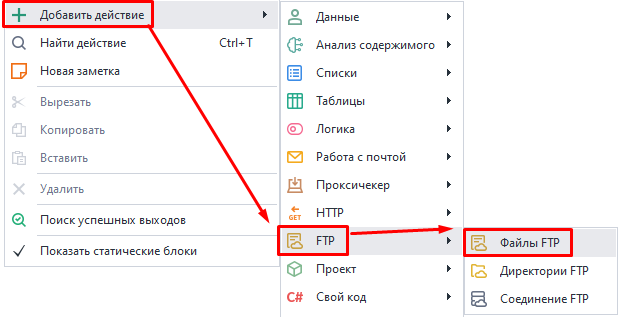 Добавить действие
Найти действие Ctrl+T
Новая заметка
Вырезать
Копировать
Вставить
Удалить
Поиск успешных выходов
Показать статические блоки
Данные
Анализ содержимого
Списки
Таблицы
Логика
Работа с почтой
Проксичекер
GET HTTP
FTP
Проект
C# Свой код
Файлы FTP
Директории FTP
Соединение FTP